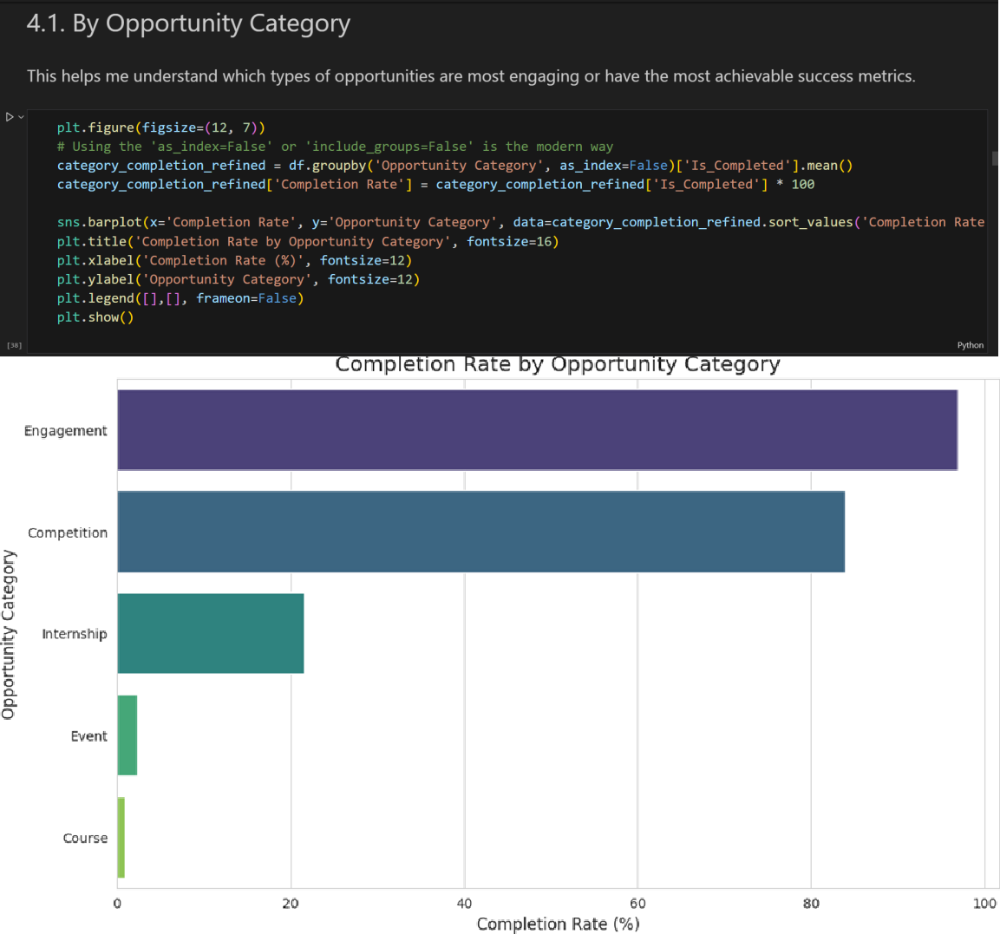 4.1. By Opportunity Category
This helps me understand which types of opportunities are most engaging or have the most achievable success metrics.
plt.figure(figsize=(12, 7))
# Using the 'as_index=False' or 'include_groups=False' is the modern way
category_completion_refined = df.groupby('Opportunity Category', as_index=False)['Is_Completed'].mean()
category_completion_refined['Completion Rate'] = category_completion_refined['Is_Completed'] * 100
sns.barplot(x='Completion Rate', y='Opportunity Category', data=category_completion_refined.sort_values('Completion Rate
plt.title('Completion Rate by Opportunity Category', fontsize=16)
plt.xlabel('Completion Rate (%)', fontsize=12)
plt.ylabel('Opportunity Category', fontsize=12)
plt.legend([],[], frameon=False)
plt.show()
[38]
Python
Completion Rate by Opportunity Category
Opportunity Category
Engagement
Competition
Internship
Event
Course
0 20 40 60 80 100
Completion Rate (%)